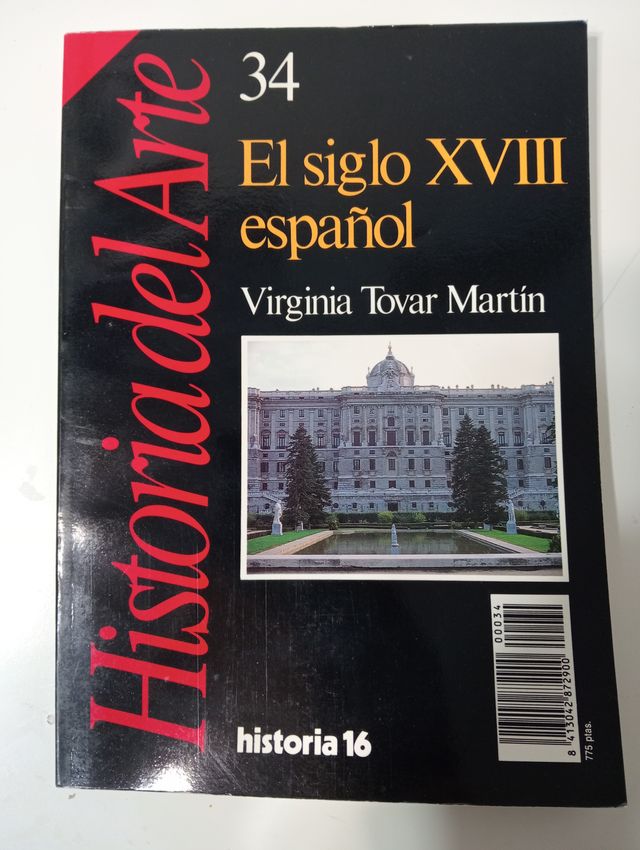 Historia del Arte
34
El siglo XVIII
español
Virginia Tovar Martín
historia 16
00034
8 413042 872900
775 ptas.